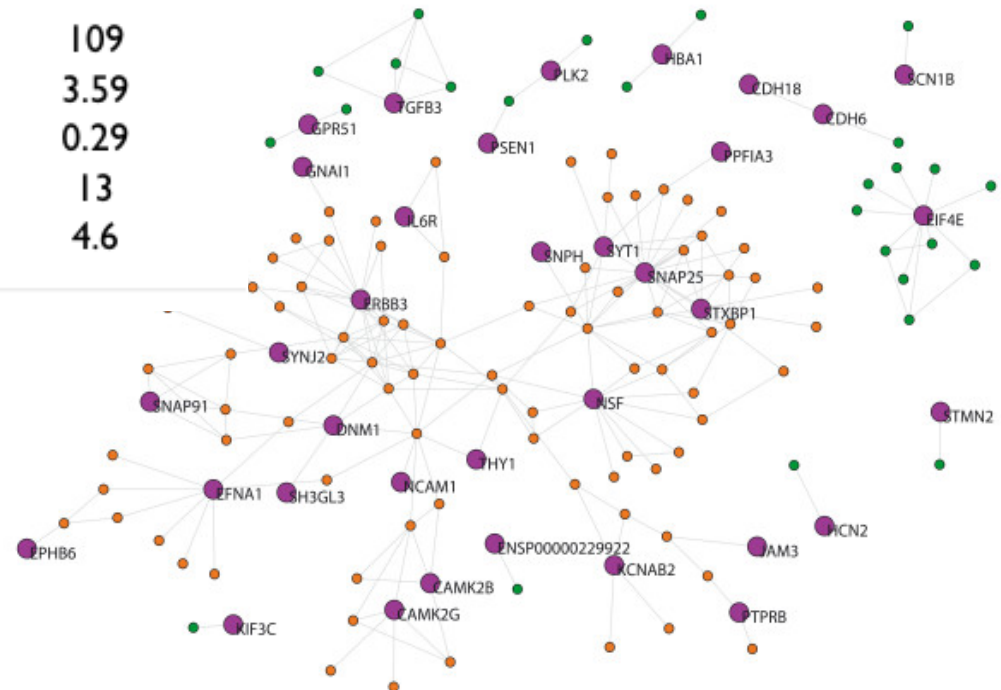 109
3.59
0.29
13
4.6
HBA1
PLK2
SCN1B
CDH18
TGFB3
CDH6
GPR51
PSEN1
PPFIA3
GNAI1
IL6R
EIF4E
SYT1
SNPH
SNAP25
ERBB3
STXBP1
SYNJ2
NSF
SNAP91
STMN2
DNM1
THY1
NCAM1
EFNA1
SH3GL3
HCN2
ENSP00000229922
JAM3
EPHB6
KCNAB2
CAMK2B
CAMK2G
PTPRB
KIF3C